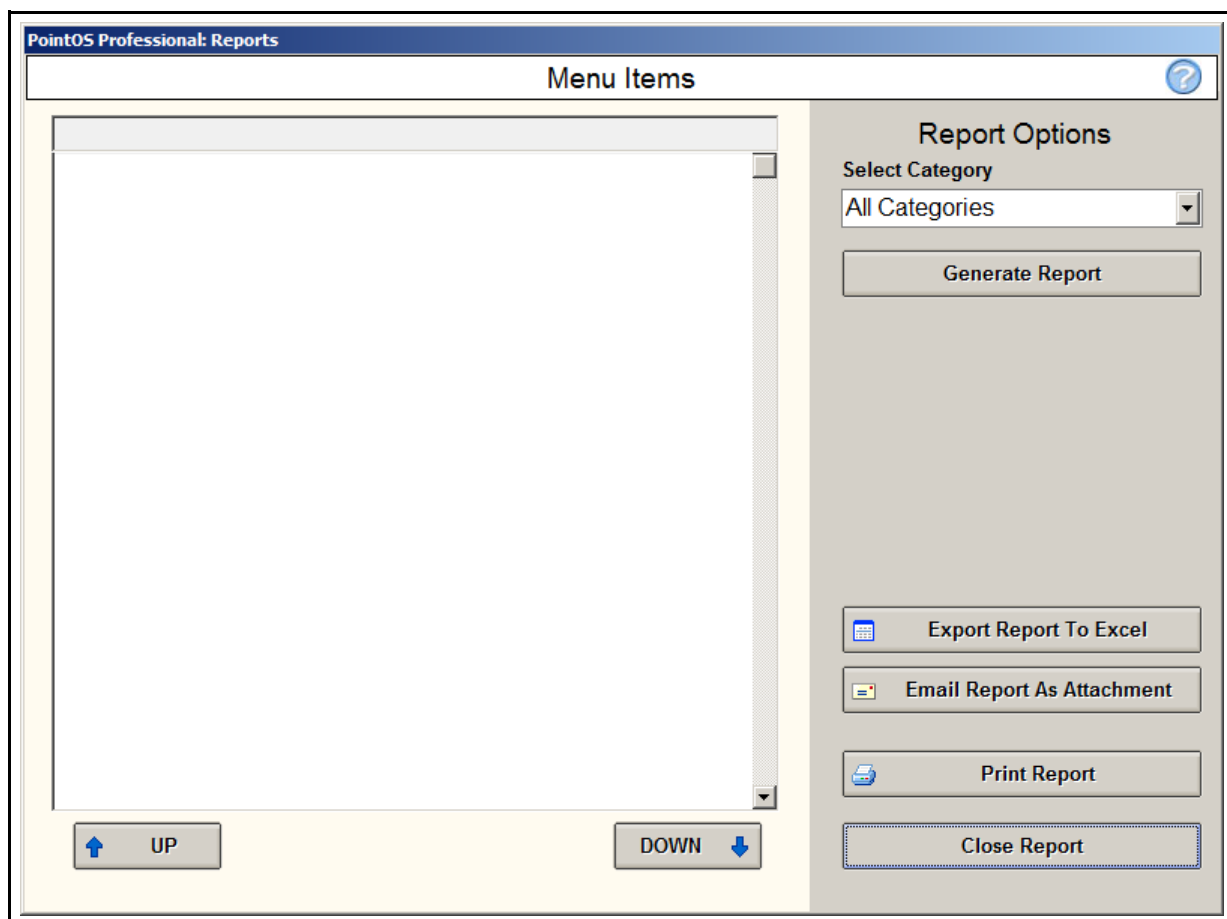 PointOS Professional: Reports
Menu Items
Report Options
Select Category
All Categories
Generate Report
Export Report To Excel
Email Report As Attachment
Print Report
UP
DOWN
Close Report